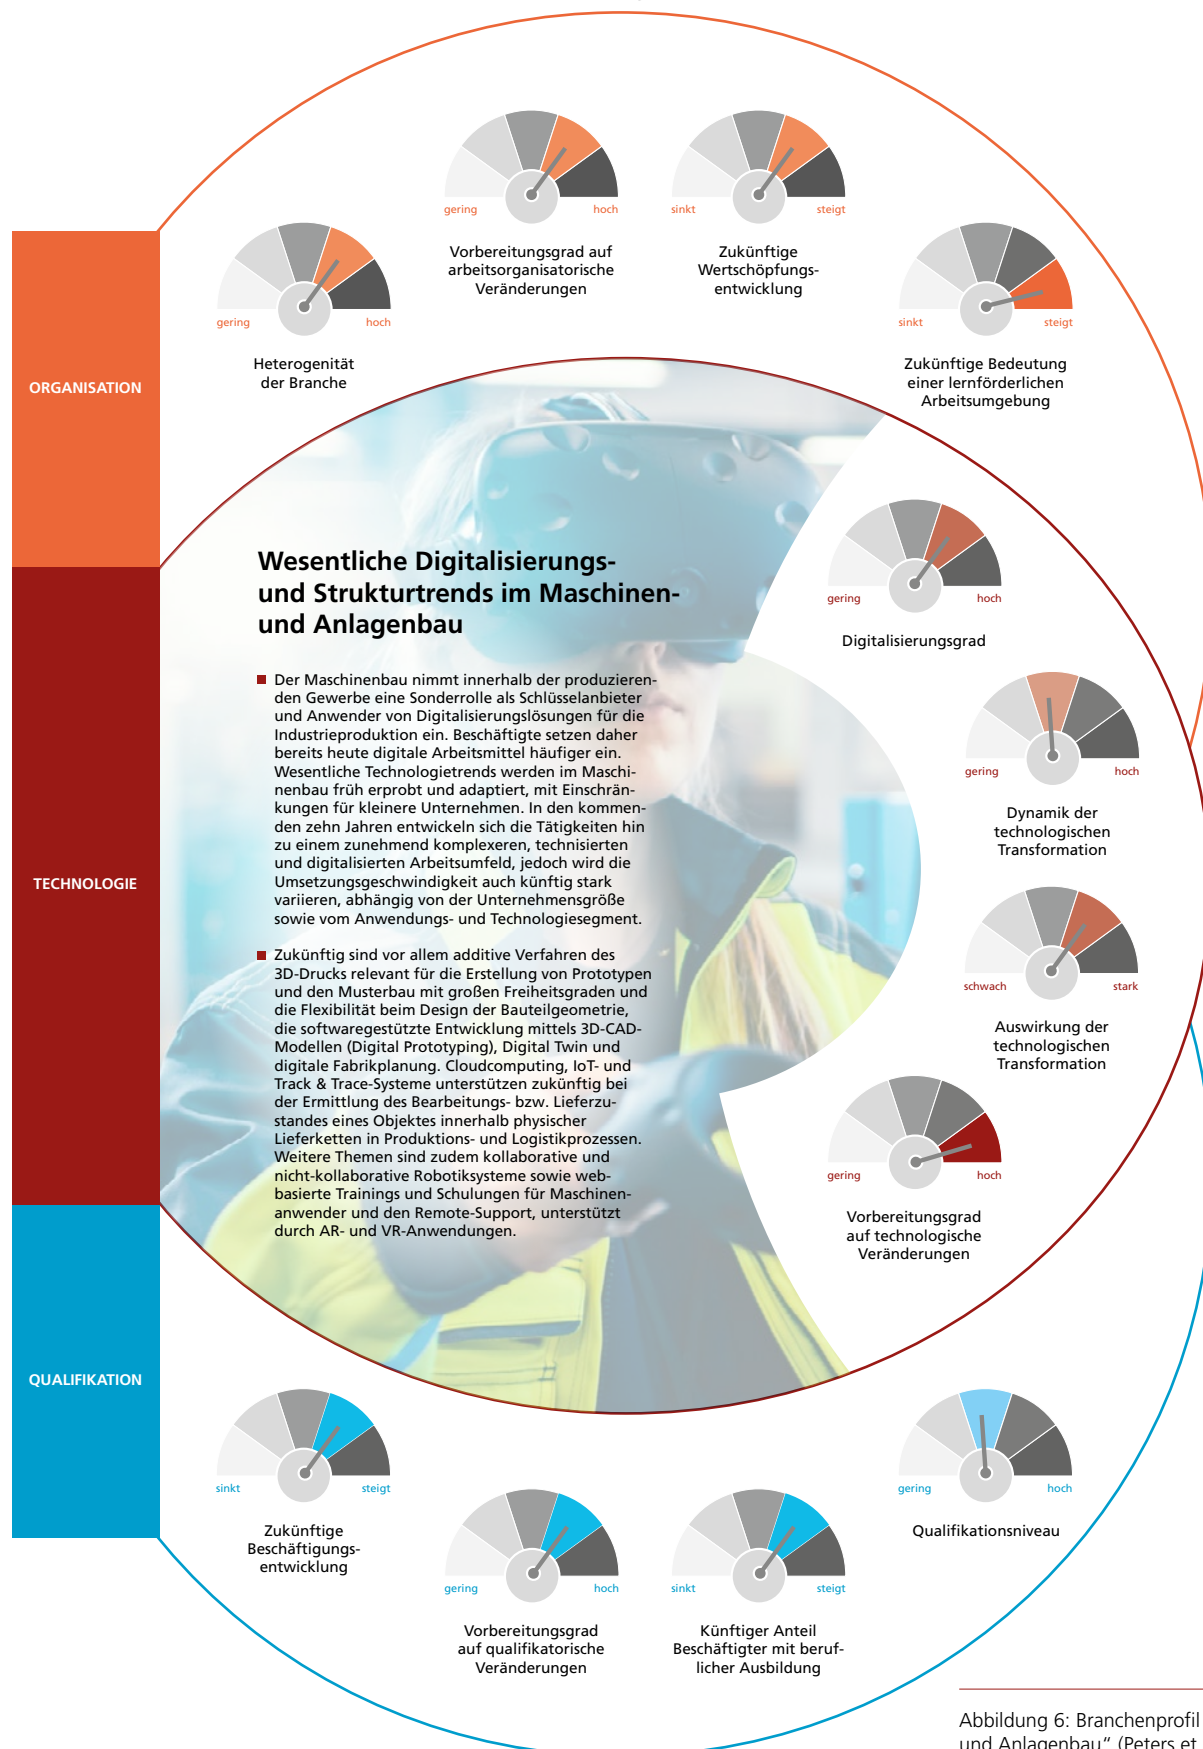 gering
hoch
Vorbereitungsgrad auf
arbeitsorganisatorische
Veränderungen
sinkt
steigt
Zukünftige
Wertschöpfungs-
entwicklung
gering
hoch
Heterogenität
der Branche
sinkt
steigt
Zukünftige Bedeutung
einer lernförderlichen
Arbeitsumgebung
ORGANISATION
TECHNOLOGIE
QUALIFIKATION
Wesentliche Digitalisierungs-
und Strukturtrends im Maschinen-
und Anlagenbau
Der Maschinenbau nimmt innerhalb der produzieren-
den Gewerbe eine Sonderrolle als Schlüsselanbieter
und Anwender von Digitalisierungslösungen für die
Industrieproduktion ein. Beschäftigte setzen daher
bereits heute digitale Arbeitsmittel häufiger ein.
Wesentliche Technologietrends werden im Maschi-
nenbau früh erprobt und adaptiert, mit Einschrän-
kungen für kleinere Unternehmen. In den kommen-
den zehn Jahren entwickeln sich die Tätigkeiten hin
zu einem zunehmend komplexeren, technisierten
und digitalisierten Arbeitsumfeld, jedoch wird die
Umsetzungsgeschwindigkeit auch künftig stark
variieren, abhängig von der Unternehmensgröße
sowie vom Anwendungs- und Technologiesegment.
Zukünftig sind vor allem additive Verfahren des
3D-Drucks relevant für die Erstellung von Prototypen
und den Musterbau mit großen Freiheitsgraden und
die Flexibilität beim Design der Bauteilgeometrie,
die softwaregestützte Entwicklung mittels 3D-CAD-
Modellen (Digital Prototyping), Digital Twin und
digitale Fabrikplanung. Cloudcomputing, IoT- und
Track & Trace-Systeme unterstützen zukünftig bei
der Ermittlung des Bearbeitungs- bzw. Lieferzu-
standes eines Objektes innerhalb physischer
Lieferketten in Produktions- und Logistikprozessen.
Weitere Themen sind zudem kollaborative und
nicht-kollaborative Robotiksysteme sowie web-
basierte Trainings und Schulungen für Maschinen-
anwender und den Remote-Support, unterstützt
durch AR- und VR-Anwendungen.
gering
hoch
Digitalisierungsgrad
gering
hoch
Dynamik der
technologischen
Transformation
schwach
stark
Auswirkung der
technologischen
Transformation
gering
hoch
Vorbereitungsgrad
auf technologische
Veränderungen
sinkt
steigt
Zukünftige
Beschäftigungs-
entwicklung
gering
hoch
Vorbereitungsgrad
auf qualifikatorische
Veränderungen
sinkt
steigt
Künftiger Anteil
Beschäftigter mit beruf-
licher Ausbildung
gering
hoch
Qualifikationsniveau
Abbildung 6: Branchenprofil
und Anlagenbau" (Peters et